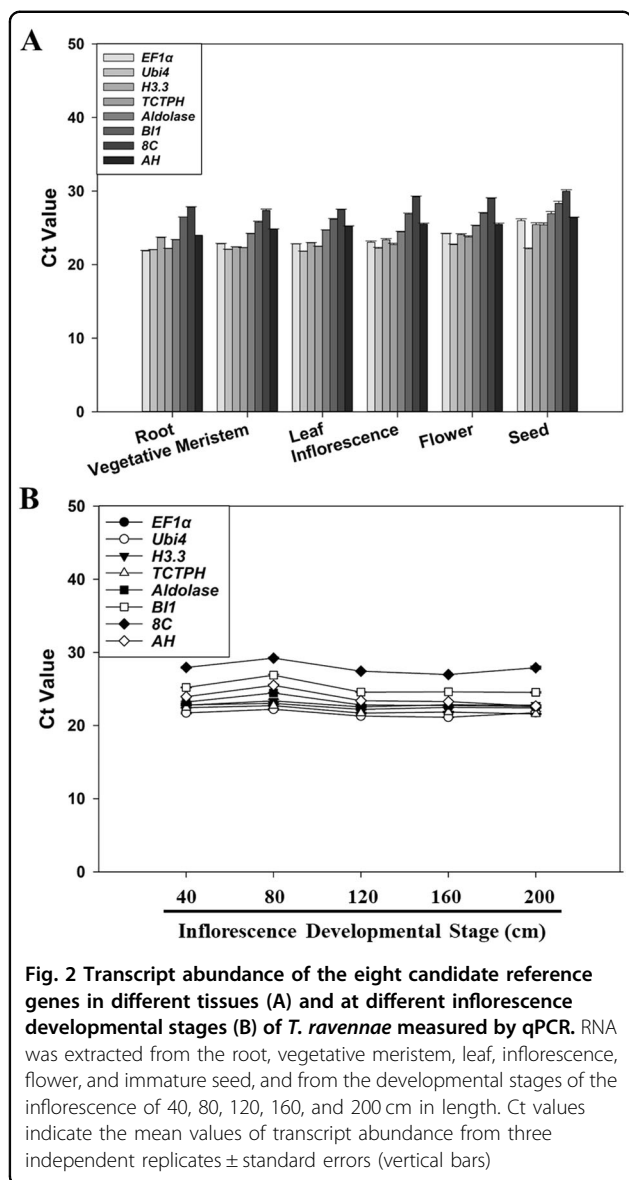 A
EF1α
Ubi4
H3.3
TCTPH
Aldolase
BI1
8C
AH
50
40
30
20
10
0
Ct Value
Root
Vegetative Meristem
Leaf
Inflorescence
Flower
Seed
B
EF1α
Ubi4
H3.3
TCTPH
Aldolase
BI1
8C
AH
50
40
30
20
10
0
Ct Value
40 80 120 160 200
Inflorescence Developmental Stage (cm)
Fig. 2 Transcript abundance of the eight candidate reference
genes in different tissues (A) and at different inflorescence
developmental stages (B) of T. ravennae measured by qPCR. RNA
was extracted from the root, vegetative meristem, leaf, inflorescence,
flower, and immature seed, and from the developmental stages of the
inflorescence of 40, 80, 120, 160, and 200 cm in length. Ct values
indicate the mean values of transcript abundance from three
independent replicates ± standard errors (vertical bars)